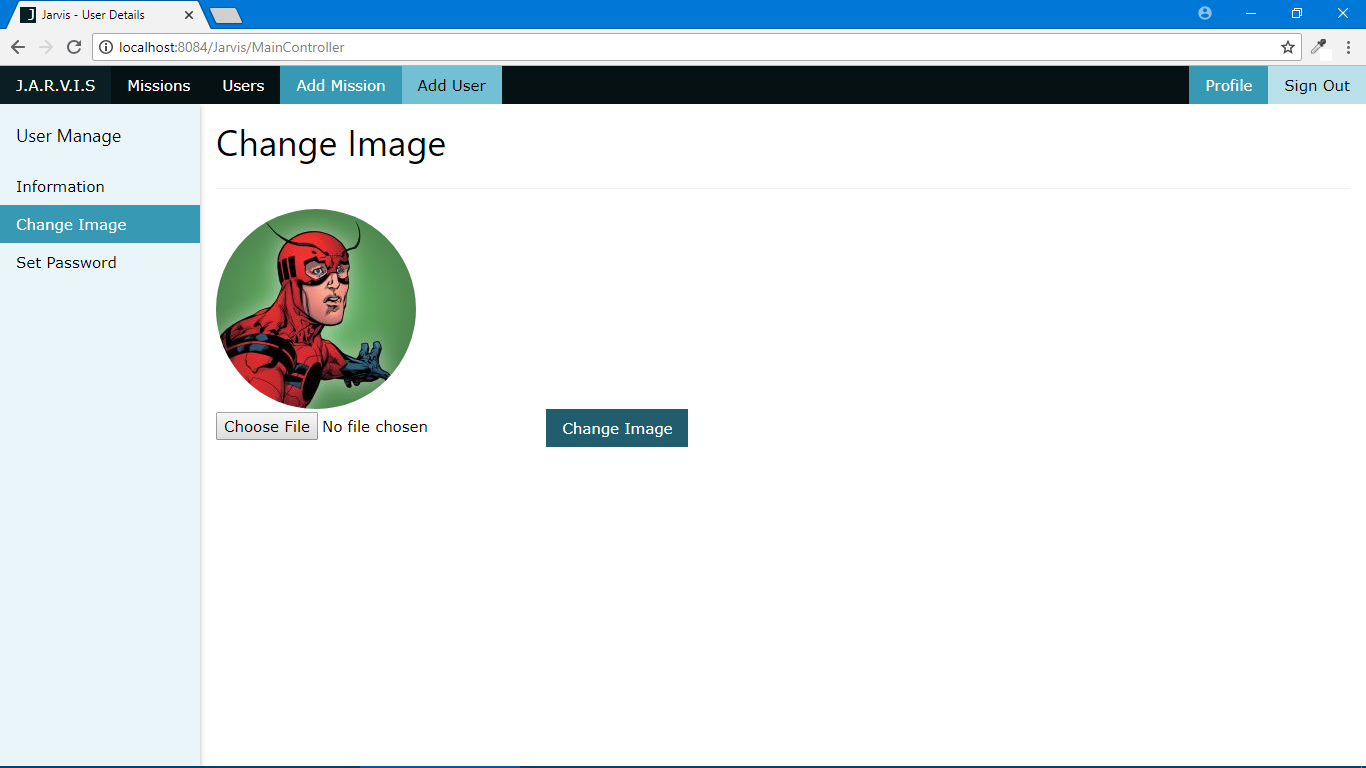 Jarvis - User Details
localhost:8084/Jarvis/MainController
J.A.R.V.I.S Missions Users Add Mission Add User Profile Sign Out
User Manage
Information
Change Image
Set Password
Change Image
Choose File No file chosen Change Image